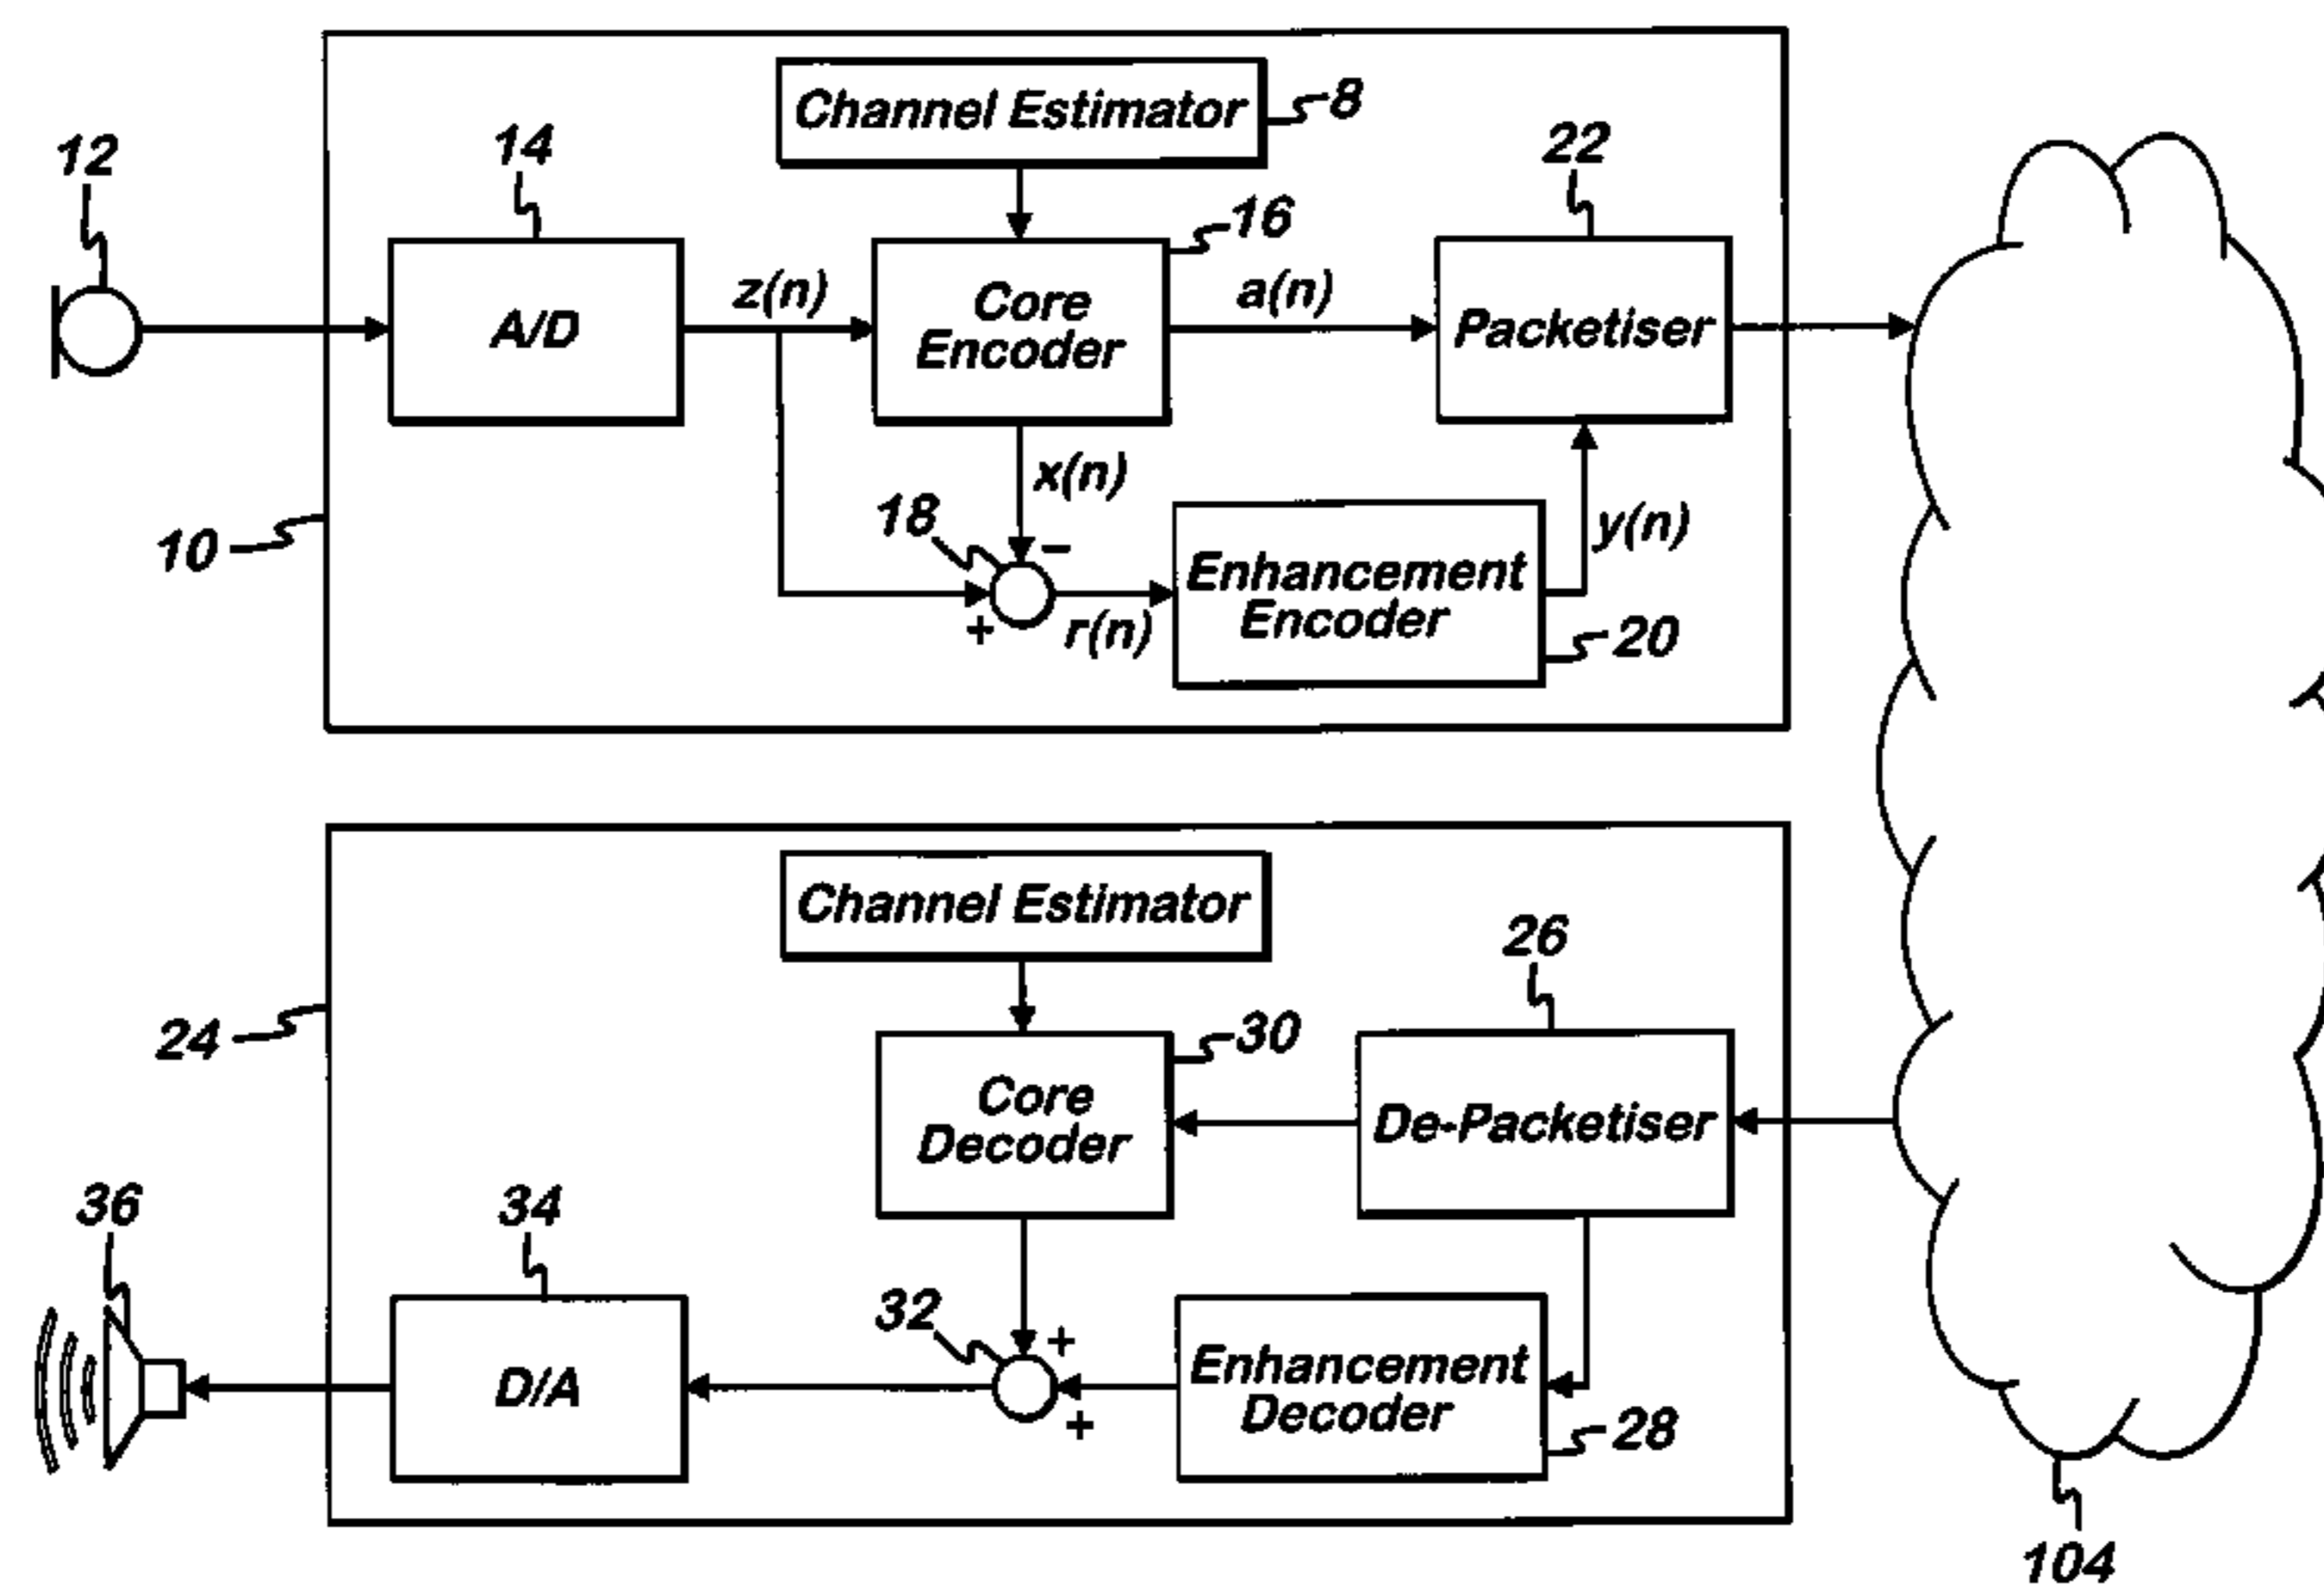 Channel Estimator
8
12
14
22
16
z(n)
a(n)
A/D
Core
Encoder
Packetiser
x(n)
18
−
y(n)
10
Enhancement
Encoder
+
r(n)
20
Channel Estimator
26
24
30
Core
Decoder
De-Packetiser
36
34
32
+
D/A
Enhancement
Decoder
+
28
104